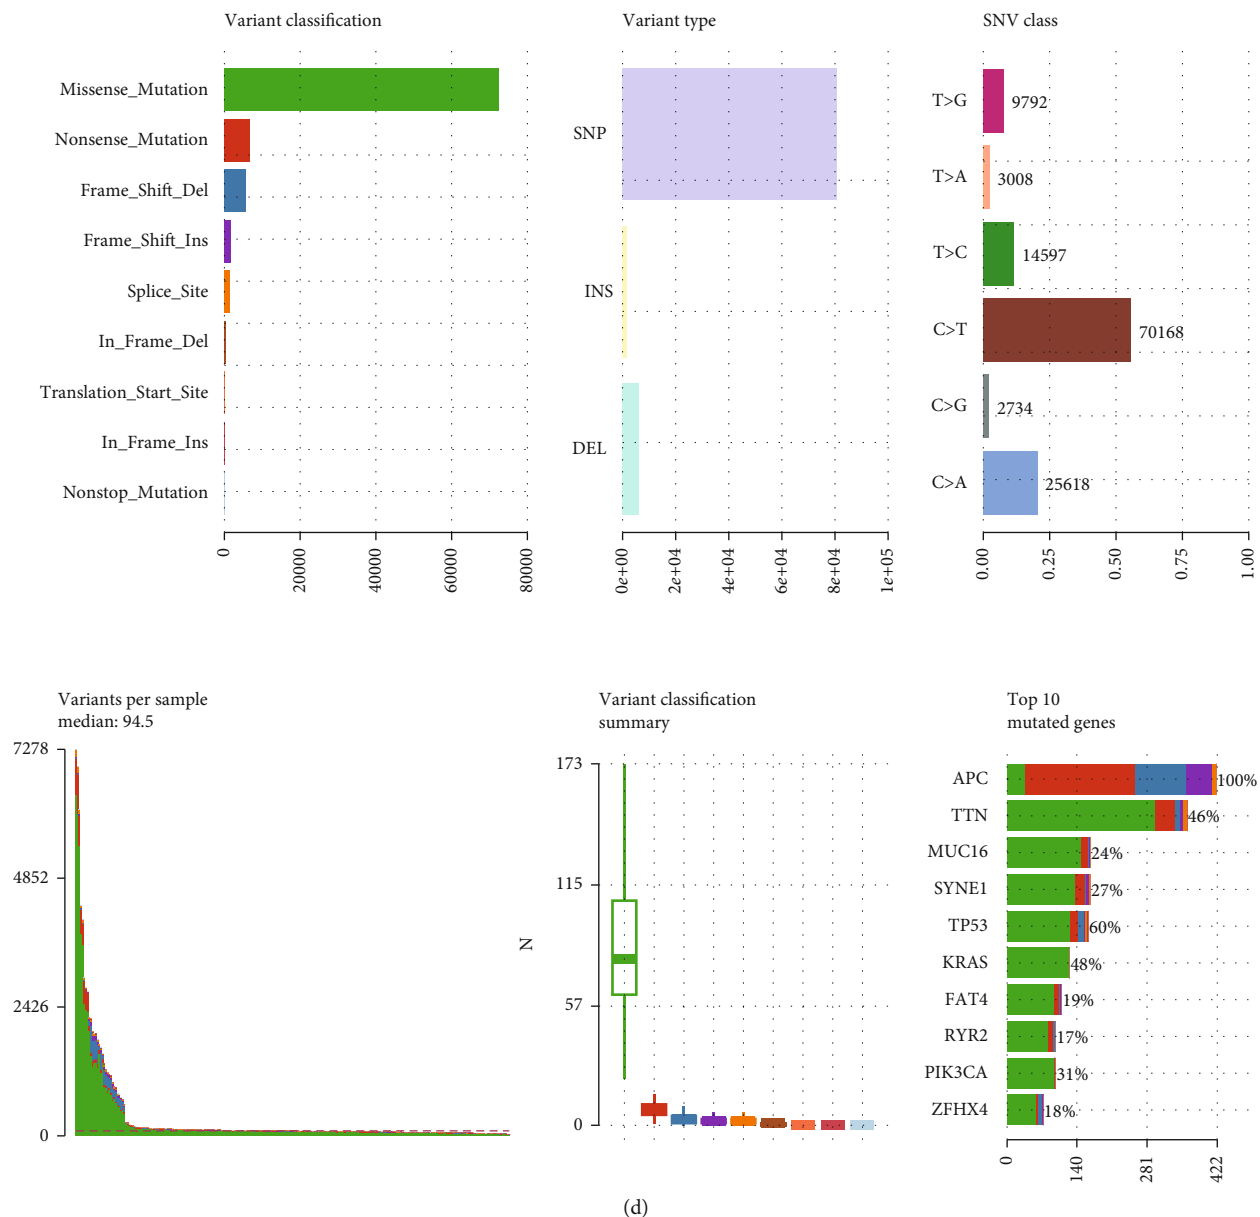 Variant classification
Missense_Mutation
Nonsense_Mutation
Frame_Shift_Del
Frame_Shift_Ins
Splice_Site
In_Frame_Del
Translation_Start_Site
In_Frame_Ins
Nonstop_Mutation
0
20000
40000
60000
80000
Variant type
SNP
INS
DEL
0e+00
2e+04
4e+04
6e+04
8e+04
1e+05
SNV class
T>G
9792
T>A
3008
T>C
14597
C>T
70168
C>G
2734
C>A
25618
0.00
0.25
0.50
0.75
1.00
Variants per sample
median: 94.5
7278
4852
2426
0
Variant classification
summary
N
173
115
57
0
Top 10
mutated genes
APC
100%
TTN
46%
MUC16
24%
SYNE1
27%
TP53
60%
KRAS
48%
FAT4
19%
RYR2
17%
PIK3CA
31%
ZFHX4
18%
0
140
281
422
(d)